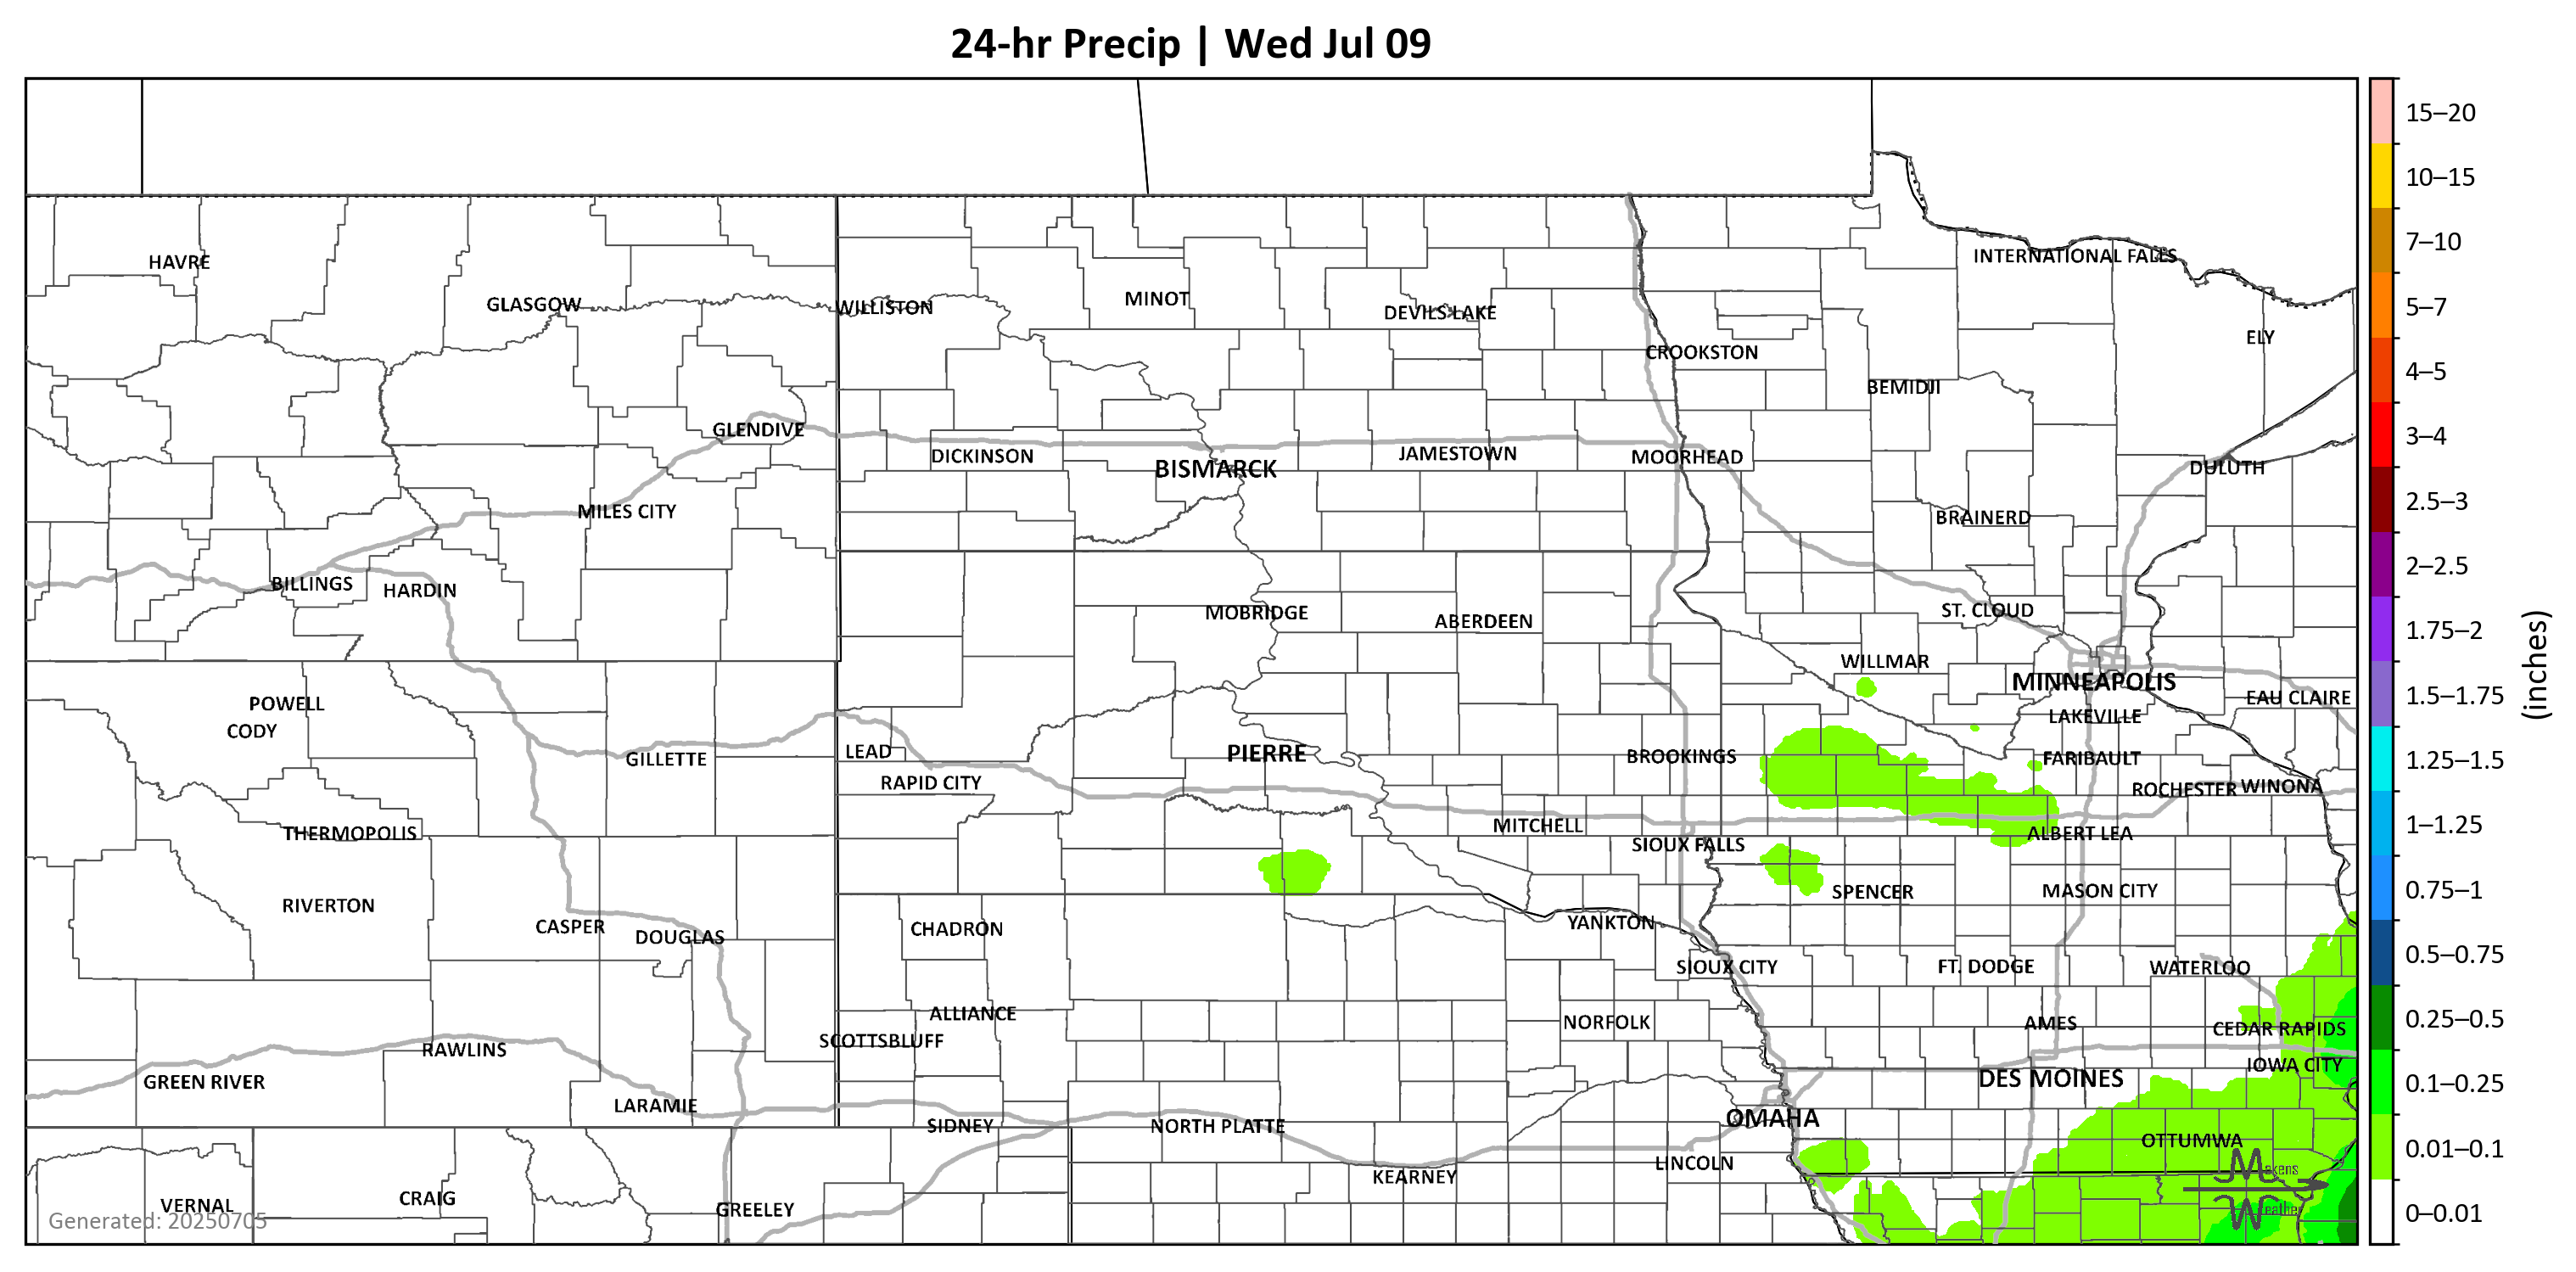 24-hr Precip | Wed Jul 09
15–20
10–15
7–10
5–7
4–5
3–4
2.5–3
2–2.5
1.75–2
1.5–1.75
1.25–1.5
1–1.25
0.75–1
0.5–0.75
0.25–0.5
0.1–0.25
0.01–0.1
0–0.01
(inches)
HAVRE
INTERNATIONAL FALLS
GLASGOW
WILLISTON
MINOT
DEVILS LAKE
ELY
CROOKSTON
BEMIDJI
GLENDIVE
DICKINSON
BISMARCK
JAMESTOWN
MOORHEAD
DULUTH
MILES CITY
BRAINERD
BILLINGS
HARDIN
MOBRIDGE
ABERDEEN
ST. CLOUD
WILLMAR
MINNEAPOLIS
EAU CLAIRE
POWELL
CODY
LAKEVILLE
GILLETTE
LEAD
PIERRE
BROOKINGS
FARIBAULT
RAPID CITY
ROCHESTER
WINONA
THERMOPOLIS
MITCHELL
SIOUX FALLS
ALBERT LEA
RIVERTON
SPENCER
MASON CITY
CASPER
DOUGLAS
CHADRON
YANKTON
SIOUX CITY
FT. DODGE
WATERLOO
ALLIANCE
SCOTTSBLUFF
NORFOLK
AMES
CEDAR RAPIDS
RAWLINS
IOWA CITY
GREEN RIVER
DES MOINES
LARAMIE
SIDNEY
NORTH PLATTE
OMAHA
OTTUMWA
LINCOLN
KEARNEY
VERNAL
CRAIG
GREELEY
Generated: 20250705
Makens
Weather